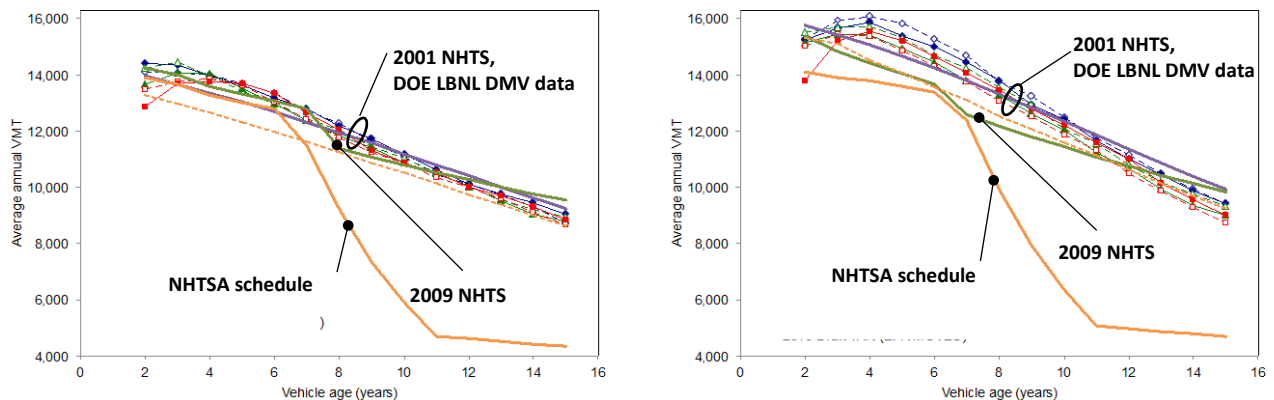 16,000
14,000
12,000
10,000
8,000
6,000
4,000
Average annual VMT
0
2
4
6
8
10
12
14
16
Vehicle age (years)
2001 NHTS,
DOE LBNL DMV data
NHTSA schedule
2009 NHTS
)
16,000
14,000
12,000
10,000
8,000
6,000
4,000
Average annual VMT
0
2
4
6
8
10
12
14
16
Vehicle age (years)
2001 NHTS,
DOE LBNL DMV data
2009 NHTS
NHTSA schedule